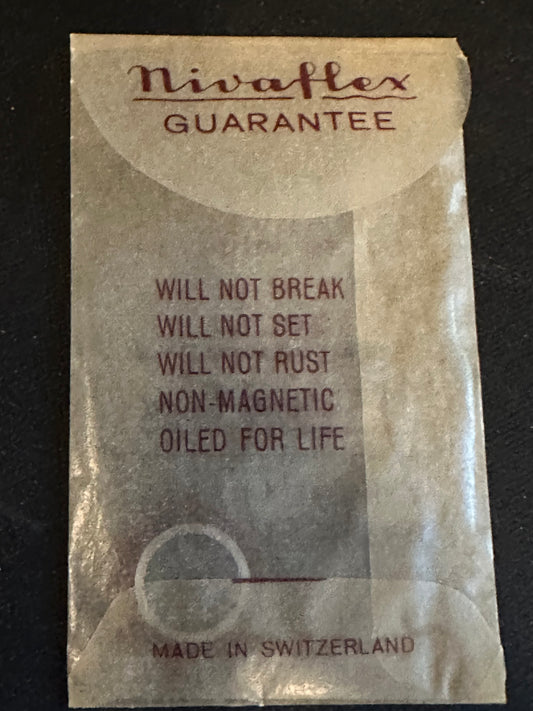 Nivaflex
GUARANTEE
WILL NOT BREAK
WILL NOT SET
WILL NOT RUST
NON-MAGNETIC
OILED FOR LIFE
MADE IN SWITZERLAND